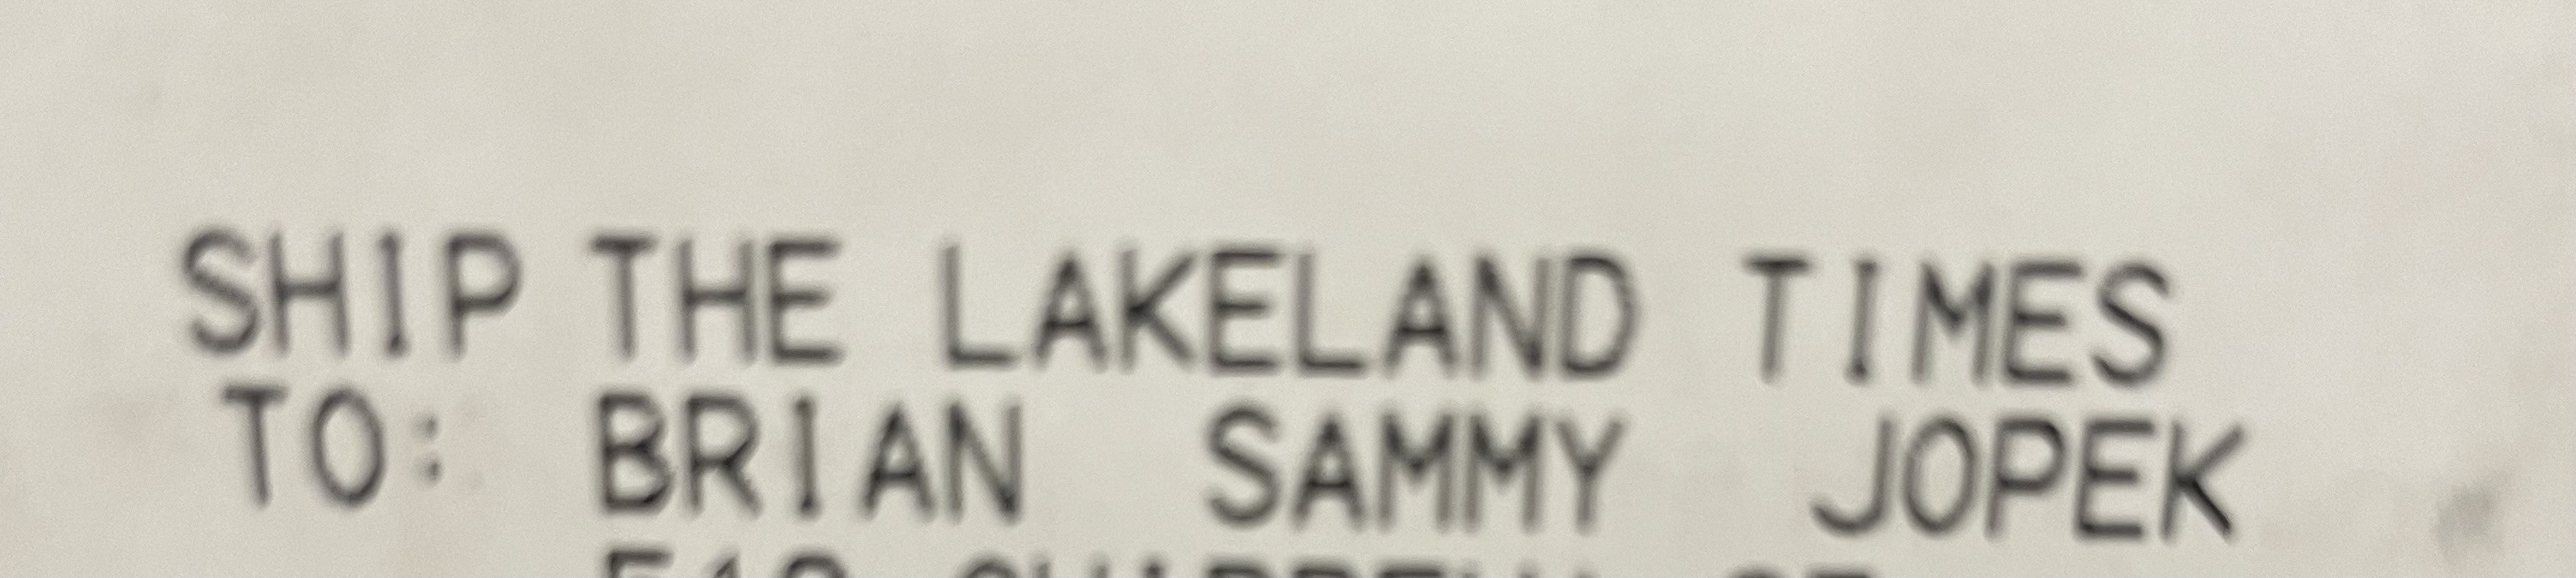 SHIP THE LAKELAND TIMES
TO: BRIAN SAMMY JOPEK